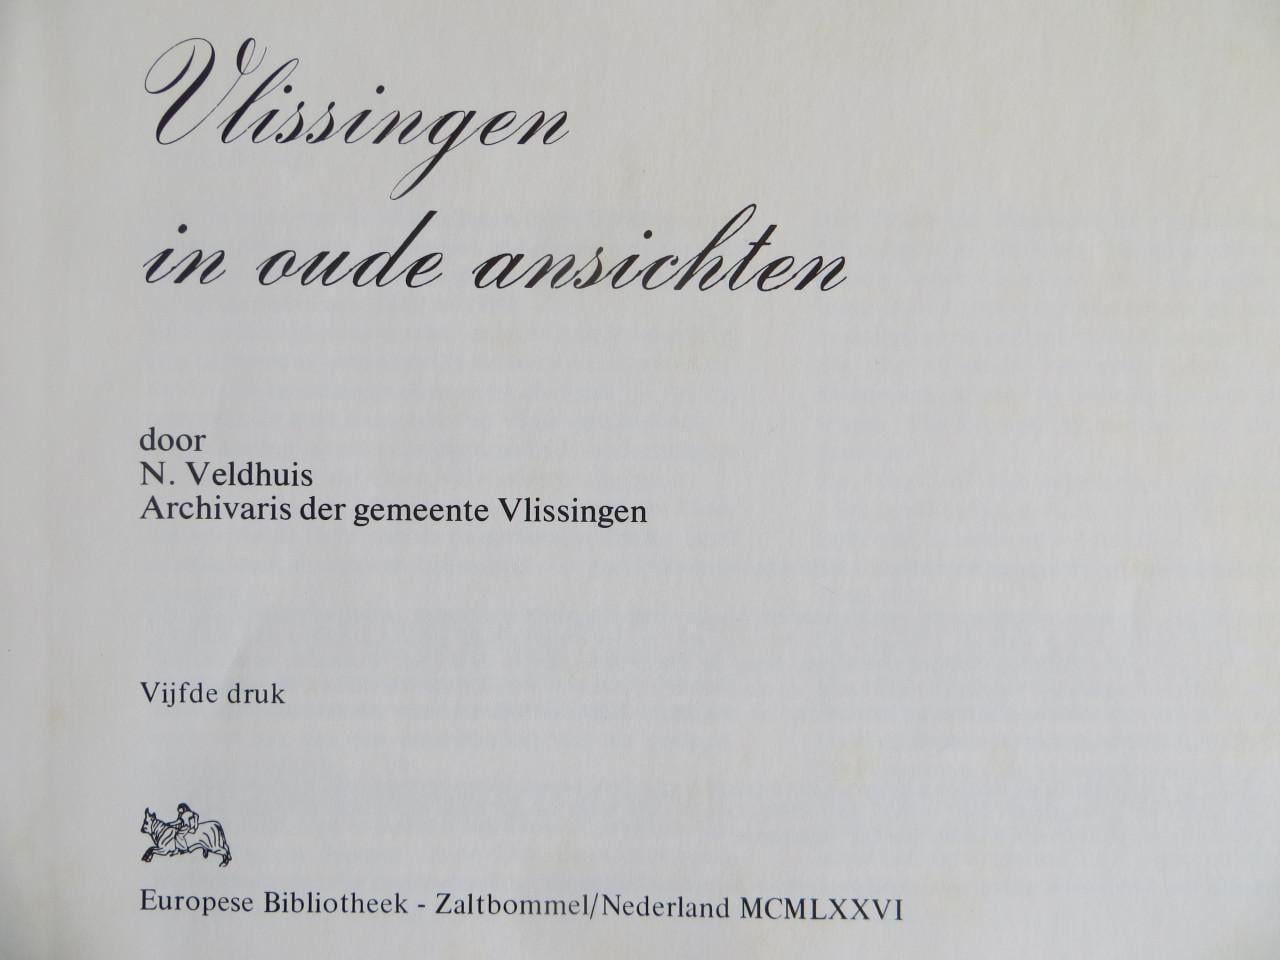 Vlissingen
in oude ansichten
door
N. Veldhuis
Archivaris der gemeente Vlissingen
Vijfde druk
Europese Bibliotheek - Zaltbommel/Nederland MCMLXXVI